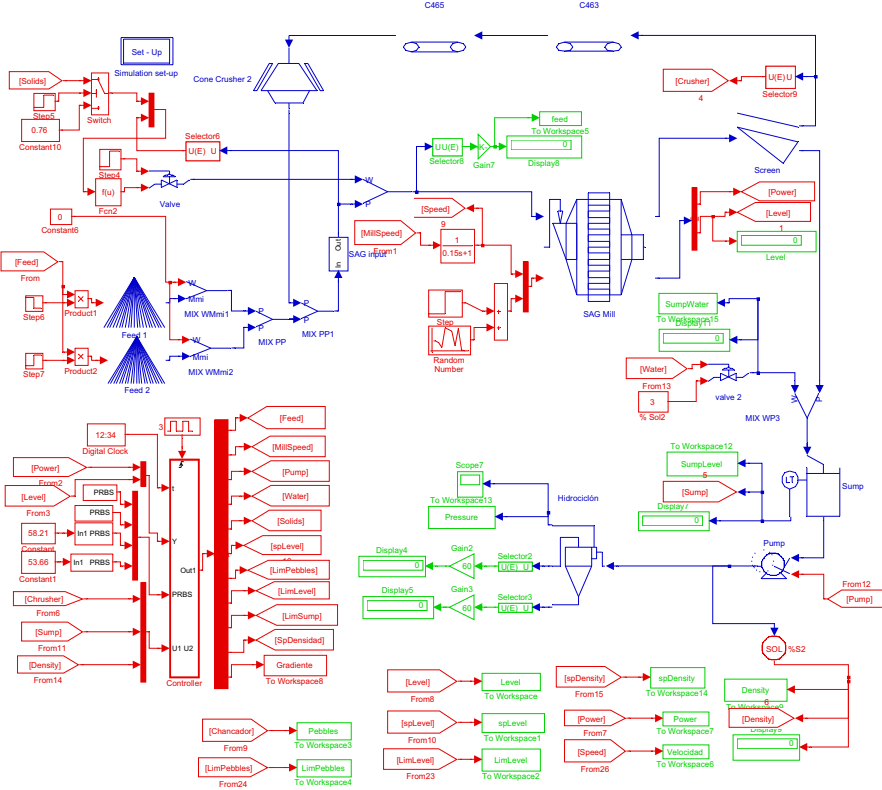 C465
C463
Set - Up
Simulation set-up
Cone Crusher 2
[Solids]
Step5
0.76
Constant10
Switch
Selector6
U(E) U
Step4
f(u)
Fcn2
Valve
0
Constant6
W
P
UU(E)
Selector8
K-
Gain7
feed
To Workspace5
0
Display8
[Crusher]
4
U(E)U
Selector9
Screen
[Power]
[Level]
1
0
Level
[Speed]
9
[MillSpeed]
From1
1
0.15s+1
Out
In
SAG input
SAG Mill
[Feed]
From
Step6
×
Product1
Feed 1
W
Mmi
MIX WMmi1
P
P
MIX PP
P
P
MIX PP1
Step7
×
Product2
Feed 2
W
Mmi
MIX WMmi2
Step
Random
Number
+
+
SumpWater
To Workspace15
Display11
0
[Water]
From13
3
% Sol2
valve 2
W
P
MIX WP3
12:34
Digital Clock
3
[Power]
From2
[Level]
From3
PRBS
PRBS
58.21
Constant
In1 PRBS
53.66
Constant1
In1 PRBS
[Chrusher]
From6
[Sump]
From11
[Density]
From14
t
Y
Out1
PRBS
U1 U2
Controller
[Feed]
[MillSpeed]
[Pump]
[Water]
[Solids]
[spLevel]
[LimPebbles]
[LimLevel]
[LimSump]
[SpDensidad]
Gradiente
To Workspace8
Scope7
To Workspace13
Pressure
Hidrociclón
Display4
0
Gain2
60
Selector2
U(E) U
Display5
0
Gain3
60
Selector3
U(E) U
To Workspace12
SumpLevel
5
[Sump]
Display7
0
LT
Sump
Pump
From12
[Pump]
SOL
%S2
Density
To Workspace9
6
[Density]
Display9
0
[Chancador]
From9
Pebbles
To Workspace3
[LimPebbles]
From24
LimPebbles
To Workspace4
[Level]
From8
Level
To Workspace
[spLevel]
From10
spLevel
To Workspace1
[LimLevel]
From23
LimLevel
To Workspace2
[spDensity]
From15
spDensity
To Workspace14
[Power]
From7
Power
To Workspace7
[Speed]
From26
Velocidad
To Workspace6